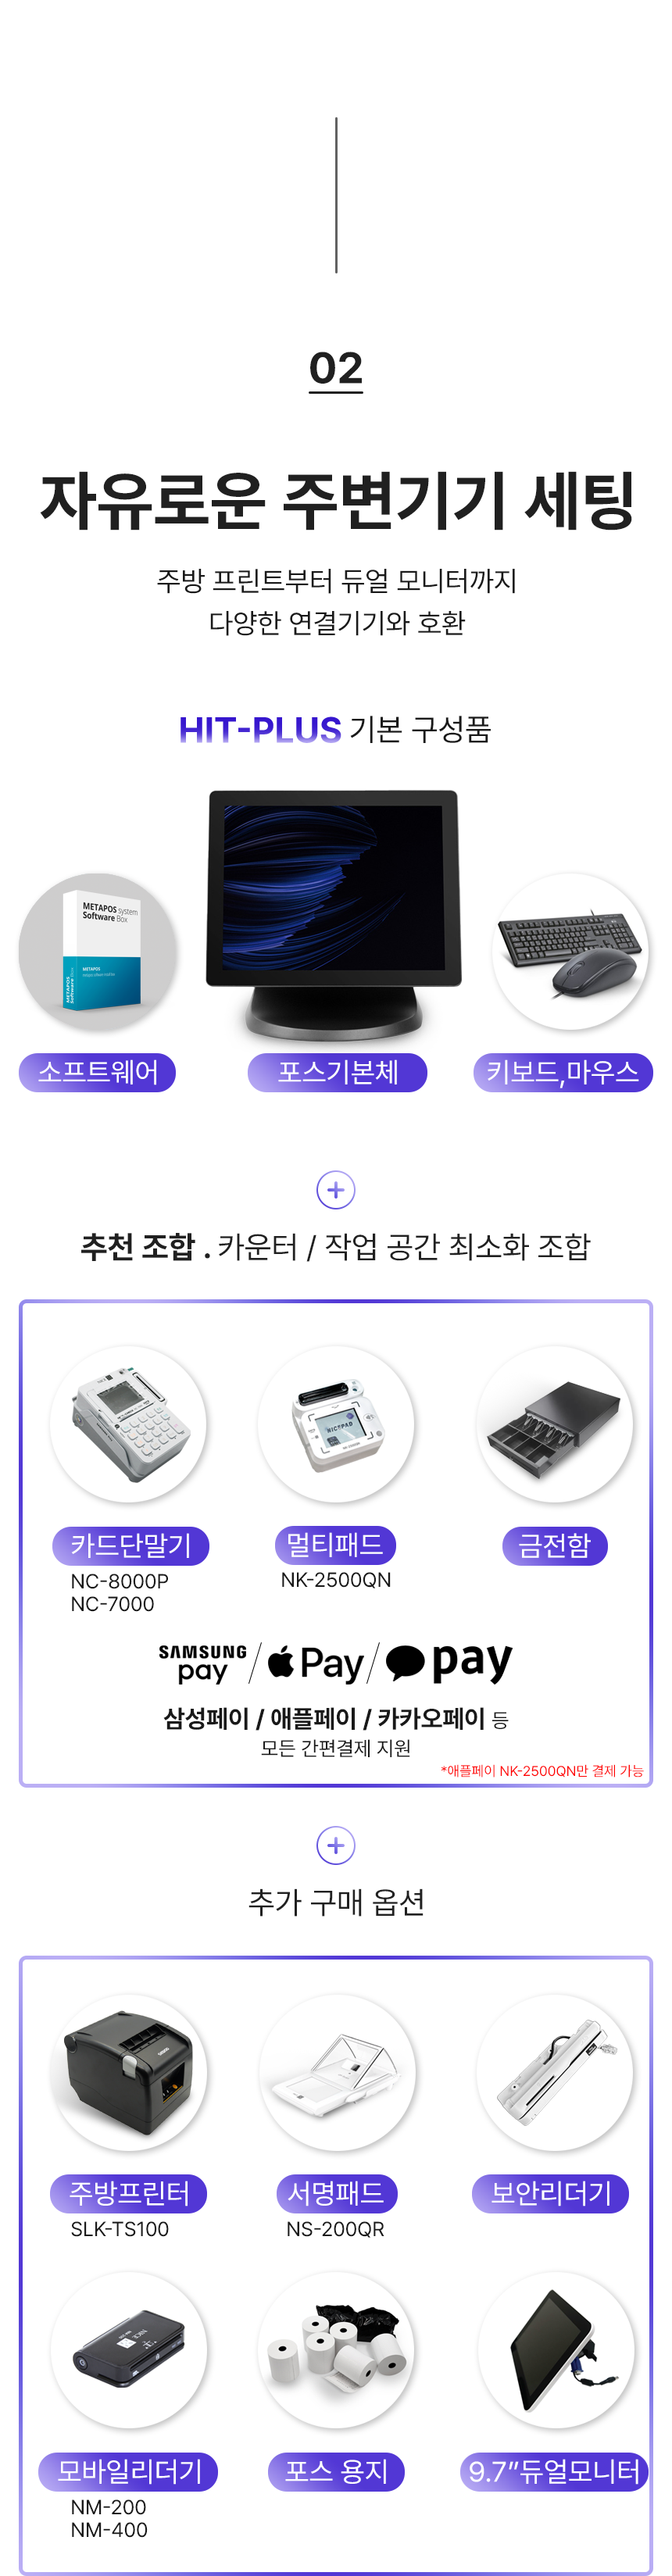 02
자유로운 주변기기 세팅
주방 프린트부터 듀얼 모니터까지
다양한 연결기기와 호환
HIT-PLUS 기본 구성품
METAPOS system
Software Box
METAPOS
소프트웨어
포스기본체
키보드,마우스
+
추천 조합 . 카운터 / 작업 공간 최소화 조합
NICEPAD
카드단말기
멀티패드
금전함
NC-8000P
NC-7000
NK-2500QN
SAMSUNG pay / Pay / pay
삼성페이 / 애플페이 / 카카오페이 등
모든 간편결제 지원
*애플페이 NK-2500QN만 결제 가능
+
추가 구매 옵션
주방프린터
서명패드
보안리더기
SLK-TS100
NS-200QR
모바일리더기
포스 용지
9.7”듀얼모니터
NM-200
NM-400